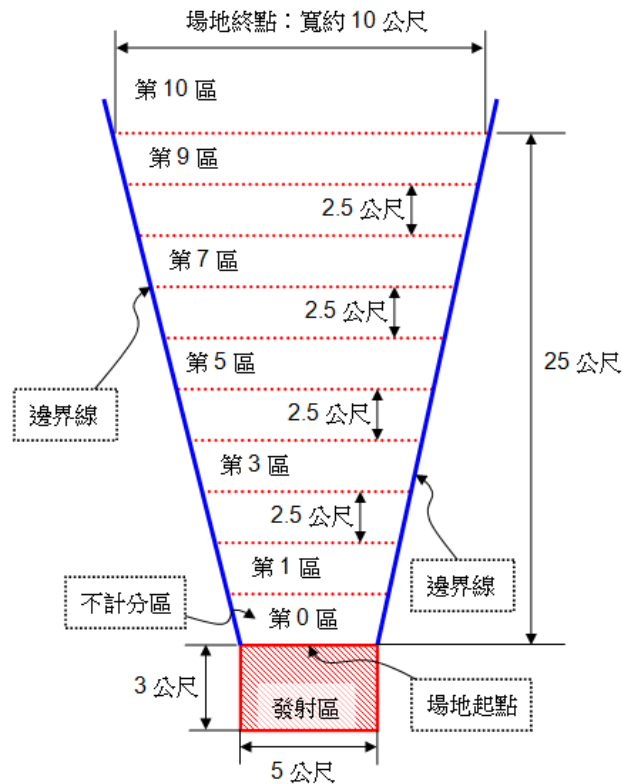 場地終點：寬約 10 公尺
第 10 區
第 9 區
2.5 公尺
第 7 區
2.5 公尺
第 5 區
25 公尺
邊界線
2.5 公尺
第 3 區
2.5 公尺
第 1 區
邊界線
不計分區
第 0 區
3 公尺
發射區
場地起點
5 公尺